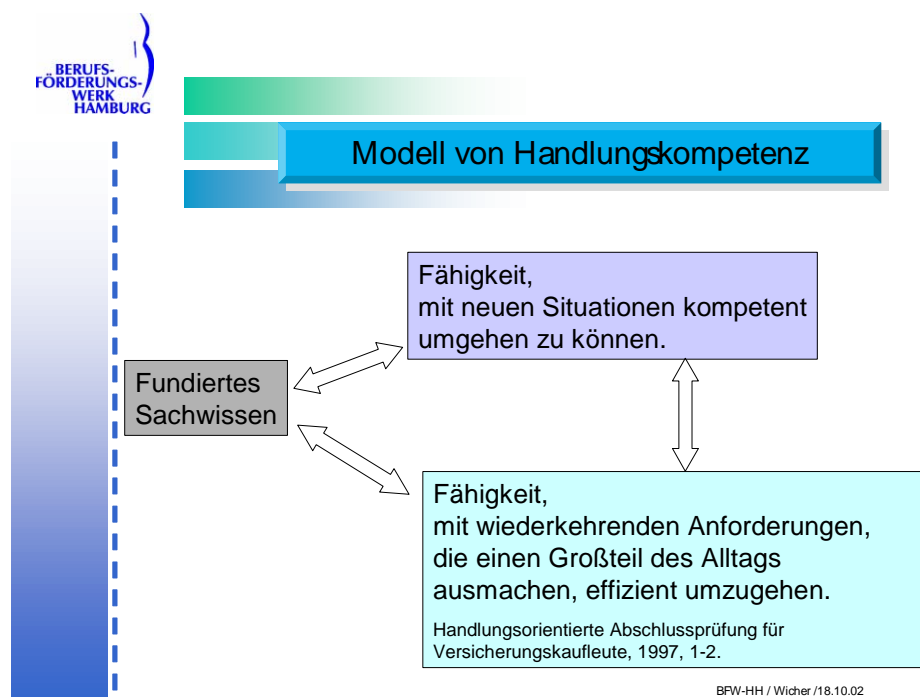 BERUFS-
FÖRDERUNGS-
WERK
HAMBURG
Modell von Handlungskompetenz
Fähigkeit,
mit neuen Situationen kompetent
umgehen zu können.
Fundiertes
Sachwissen
Fähigkeit,
mit wiederkehrenden Anforderungen,
die einen Großteil des Alltags
ausmachen, effizient umzugehen.
Handlungsorientierte Abschlussprüfung für
Versicherungskaufleute, 1997, 1-2.
BFW-HH / Wicher /18.10.02